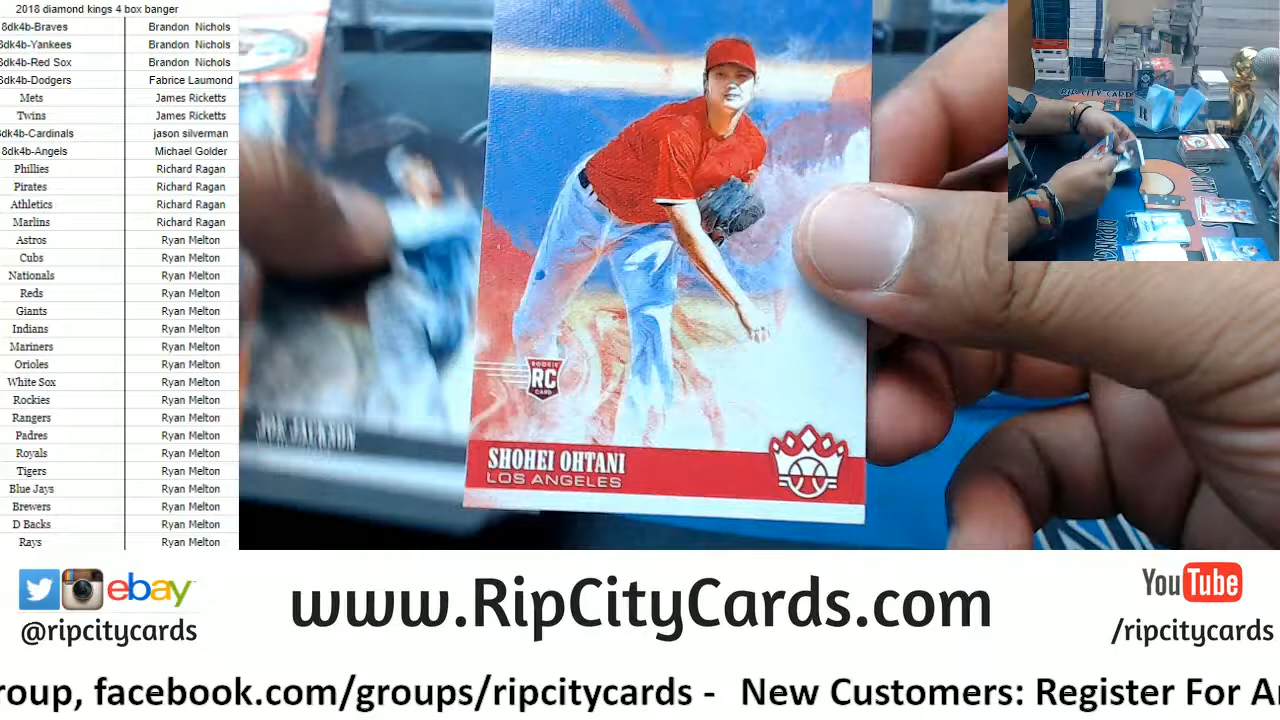 2018 diamond kings 4 box banger
8dk4b-Braves Brandon Nichols
8dk4b-Yankees Brandon Nichols
8dk4b-Red Sox Brandon Nichols
8dk4b-Dodgers Fabrice Laumond
Mets James Ricketts
Twins James Ricketts
8dk4b-Cardinals jason silverman
8dk4b-Angels Michael Golder
Phillies Richard Ragan
Pirates Richard Ragan
Athletics Richard Ragan
Marlins Richard Ragan
Astros Ryan Melton
Cubs Ryan Melton
Nationals Ryan Melton
Reds Ryan Melton
Giants Ryan Melton
Indians Ryan Melton
Mariners Ryan Melton
Orioles Ryan Melton
White Sox Ryan Melton
Rockies Ryan Melton
Rangers Ryan Melton
Padres Ryan Melton
Royals Ryan Melton
Tigers Ryan Melton
Blue Jays Ryan Melton
Brewers Ryan Melton
D Backs Ryan Melton
Rays Ryan Melton
ROOKIE
RC
CARD
SHOHEI OHTANI
LOS ANGELES
RIP CITY CARDS
ebay
@ripcitycards
www.RipCityCards.com
YouTube
/ripcitycards
roup, facebook.com/groups/ripcitycards - New Customers: Register For A